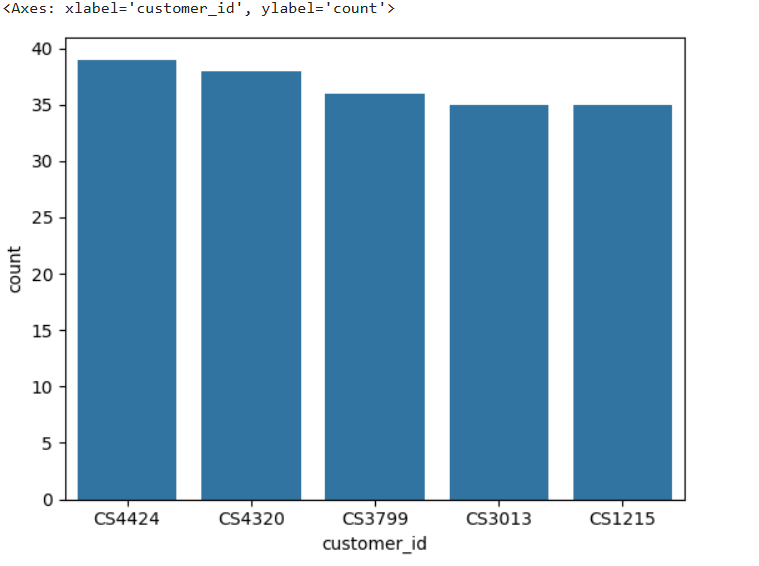 <Axes: xlabel='customer_id', ylabel='count'>
40
35
30
25
20
15
10
5
0
count
CS4424 CS4320 CS3799 CS3013 CS1215
customer_id